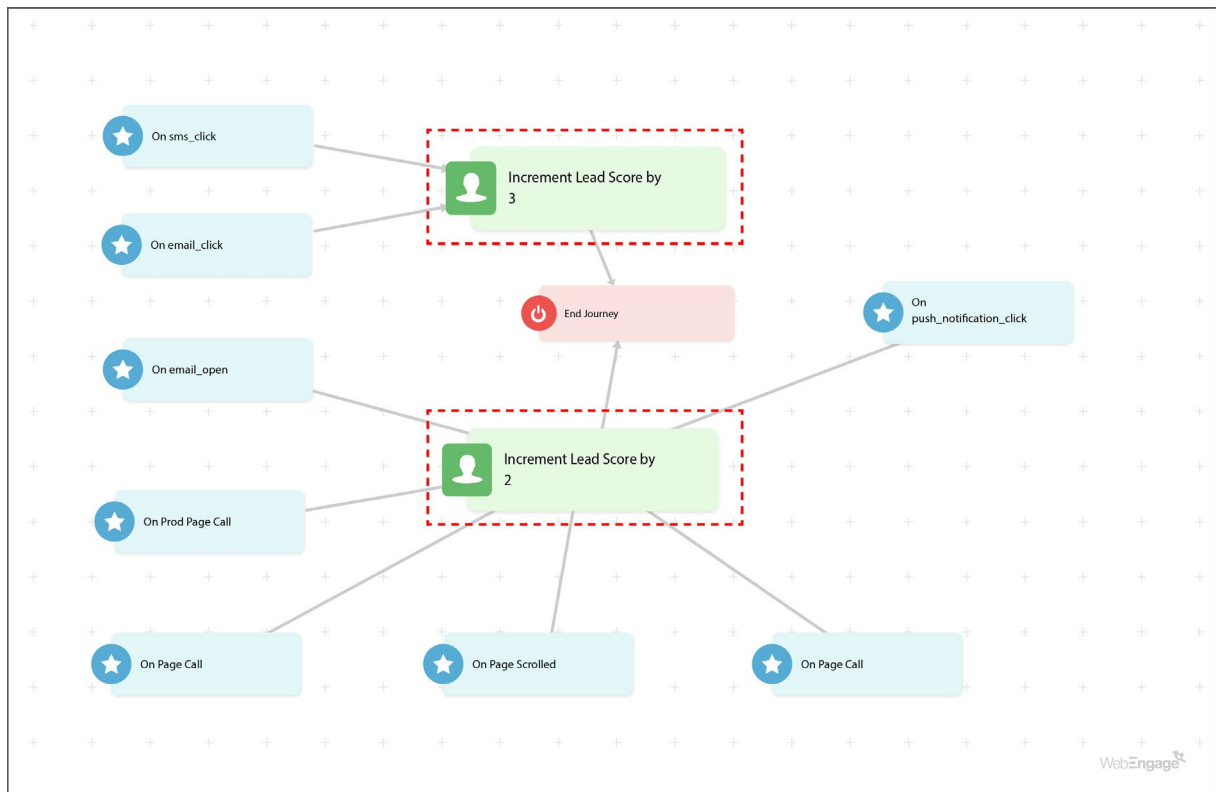 On sms_click
Increment Lead Score by
3
On email_click
On
push_notification_click
End Journey
On email_open
Increment Lead Score by
2
On Prod Page Call
On Page Call
On Page Scrolled
On Page Call
WebEngage